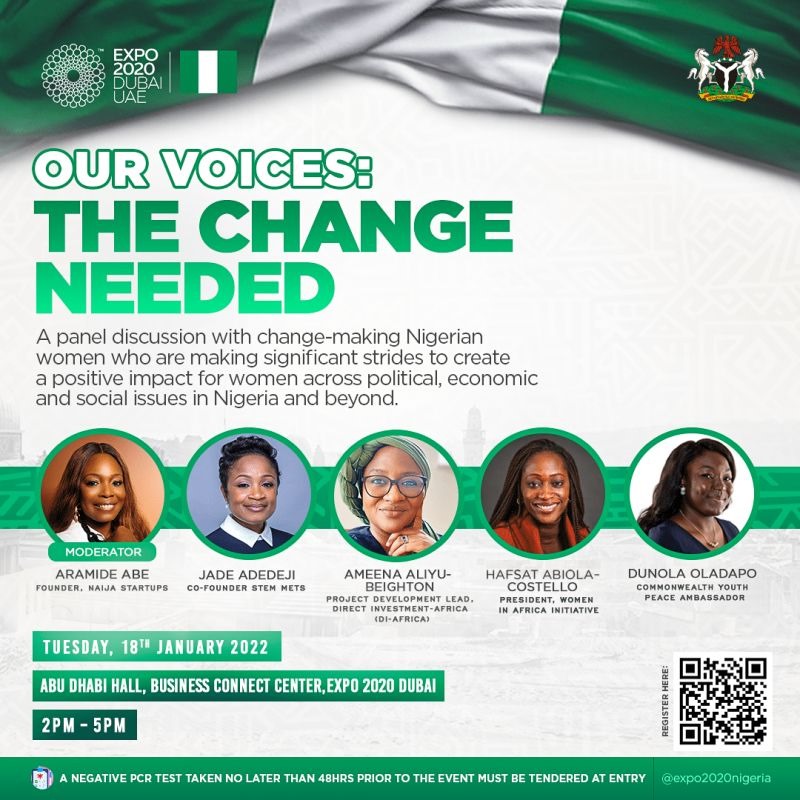 EXPO
2020
DUBAI
UAE
OUR VOICES:
THE CHANGE
NEEDED
A panel discussion with change-making Nigerian
women who are making significant strides to create
a positive impact for women across political, economic
and social issues in Nigeria and beyond.
MODERATOR
ARAMIDE ABE
FOUNDER, NAIJA STARTUPS
JADE ADEDEJI
CO-FOUNDER STEM METS
AMEENA ALIYU-
BEIGHTON
PROJECT DEVELOPMENT LEAD,
DIRECT INVESTMENT-AFRICA
(DI-AFRICA)
HAFSAT ABIOLA-
COSTELLO
PRESIDENT, WOMEN
IN AFRICA INITIATIVE
DUNOLA OLADAPO
COMMONWEALTH YOUTH
PEACE AMBASSADOR
TUESDAY, 18TH JANUARY 2022
ABU DHABI HALL, BUSINESS CONNECT CENTER,EXPO 2020 DUBAI
2PM - 5PM
REGISTER HERE:
A NEGATIVE PCR TEST TAKEN NO LATER THAN 48HRS PRIOR TO THE EVENT MUST BE TENDERED AT ENTRY
@expo2020nigeria